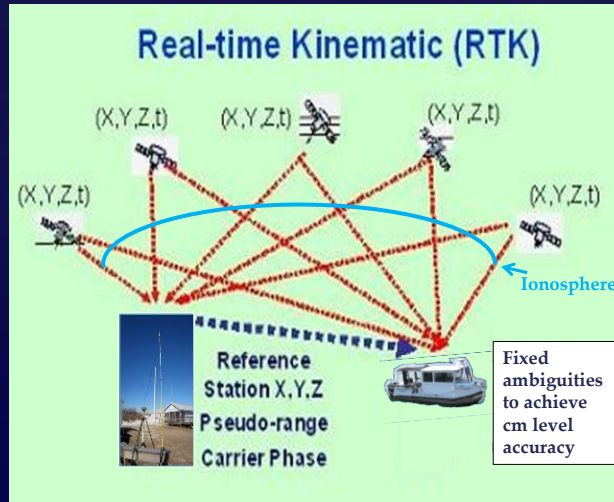 Real-time Kinematic (RTK)
(X,Y,Z,t)
(X,Y,Z,t)
(X,Y,Z,t)
(X,Y,Z,t)
(X,Y,Z,t)
Ionosphere
Reference
Station X,Y,Z
Pseudo-range
Carrier Phase
Fixed
ambiguities
to achieve
cm level
accuracy